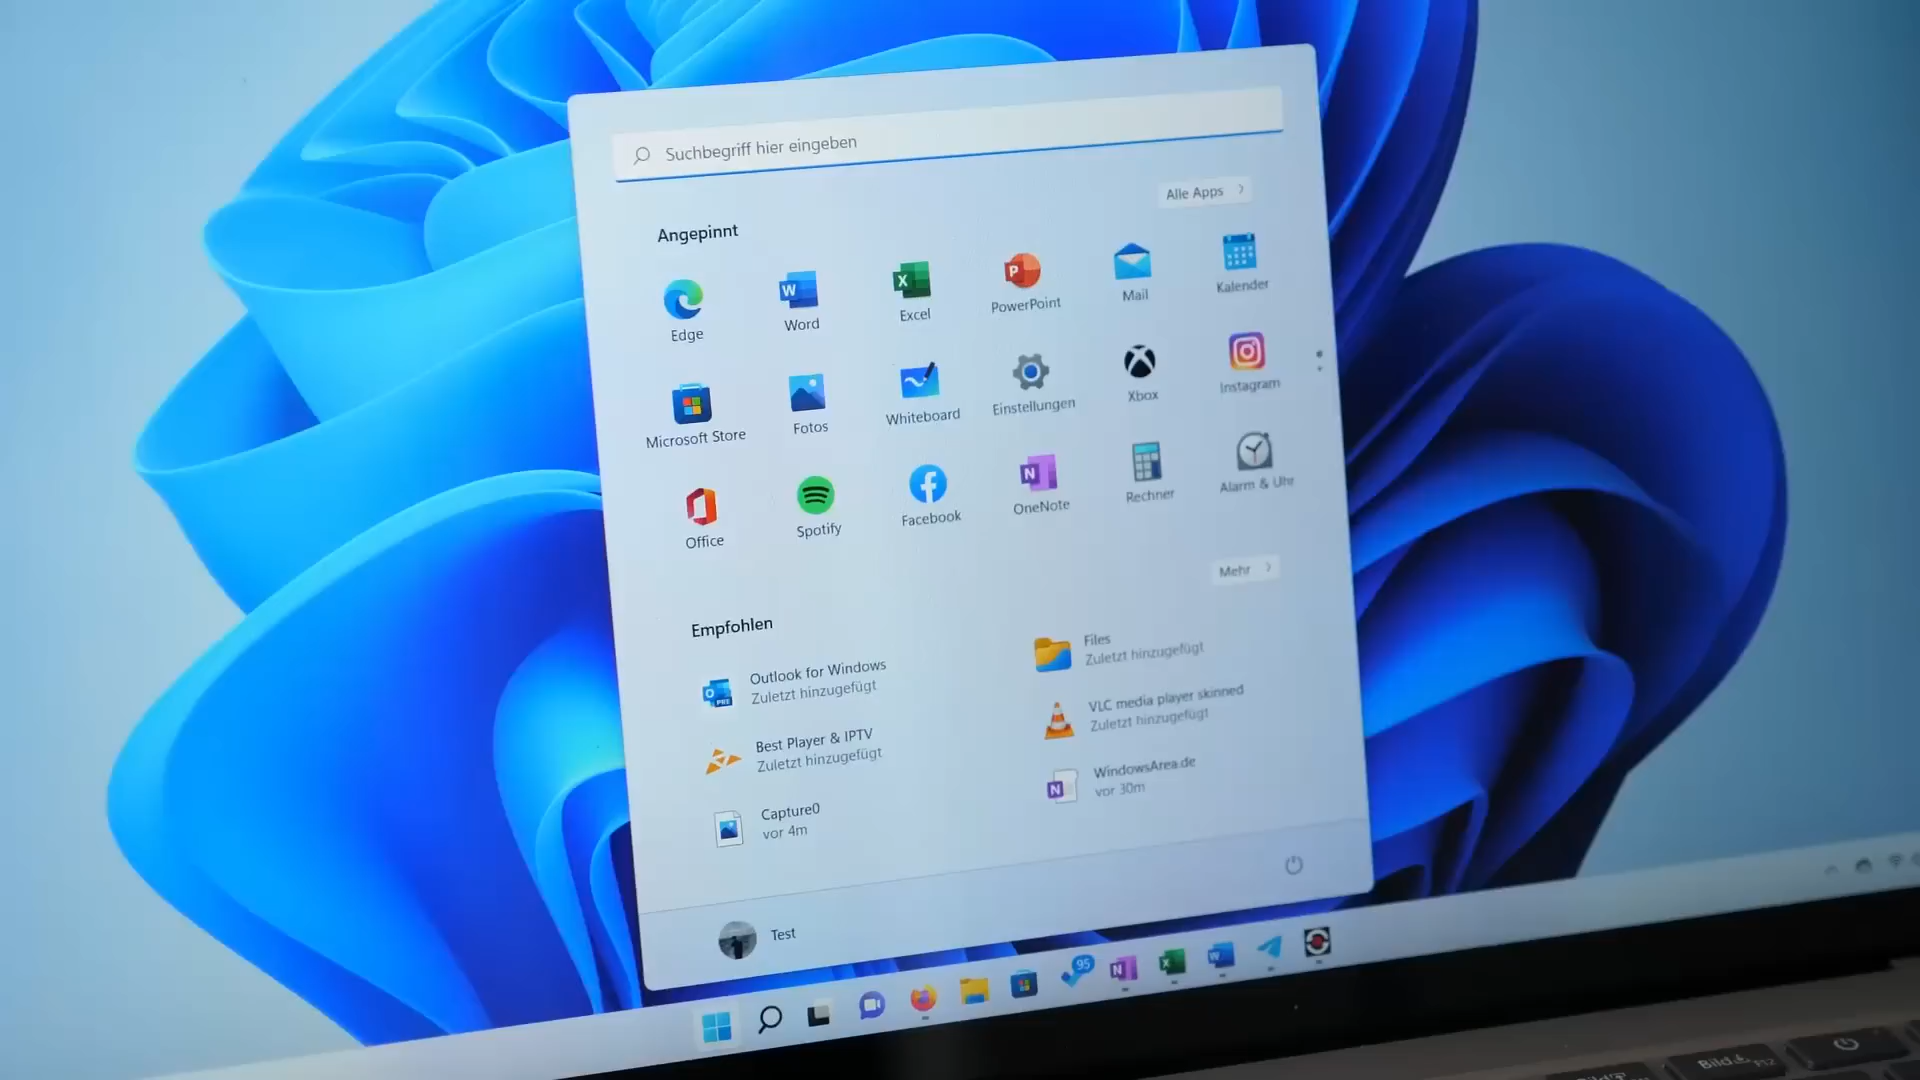 Suchbegriff hier eingeben
Alle Apps
Angepinnt
Edge
Word
Excel
PowerPoint
Mail
Kalender
Microsoft Store
Fotos
Whiteboard
Einstellungen
Xbox
Instagram
Office
Spotify
Facebook
OneNote
Rechner
Alarm & Uhr
Mehr
Empfohlen
Outlook for Windows
Zuletzt hinzugefügt
Files
Zuletzt hinzugefügt
Best Player & IPTV
Zuletzt hinzugefügt
VLC media player skinned
Zuletzt hinzugefügt
Capture0
vor 4m
WindowsArea.de
vor 30m
Test
95
Bild
F12